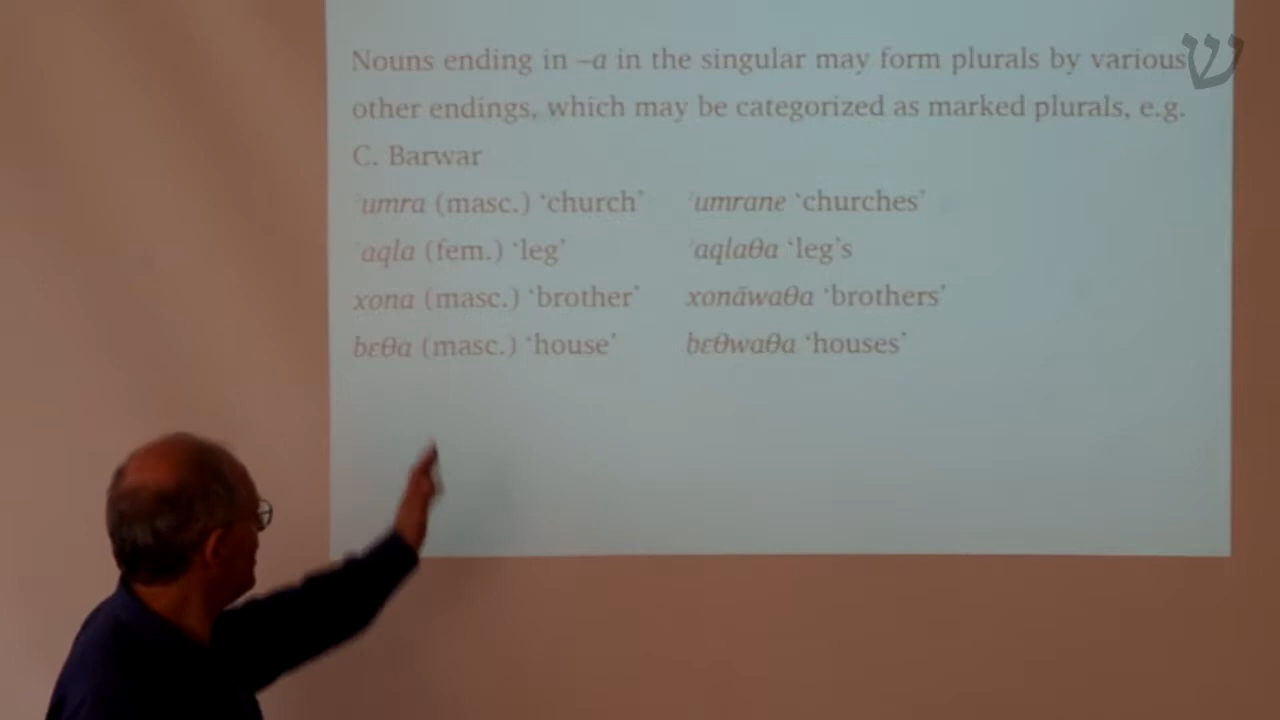 Nouns ending in –a in the singular may form plurals by various
other endings, which may be categorized as marked plurals, e.g.
C. Barwar
ʾumra (masc.) ‘church’ ʾumrane ‘churches’
ʾaqla (fem.) ‘leg’ ʾaqlaθa ‘leg’s
xona (masc.) ‘brother’ xonăwaθa ‘brothers’
bɛθa (masc.) ‘house’ bɛθwaθa ‘houses’
ש